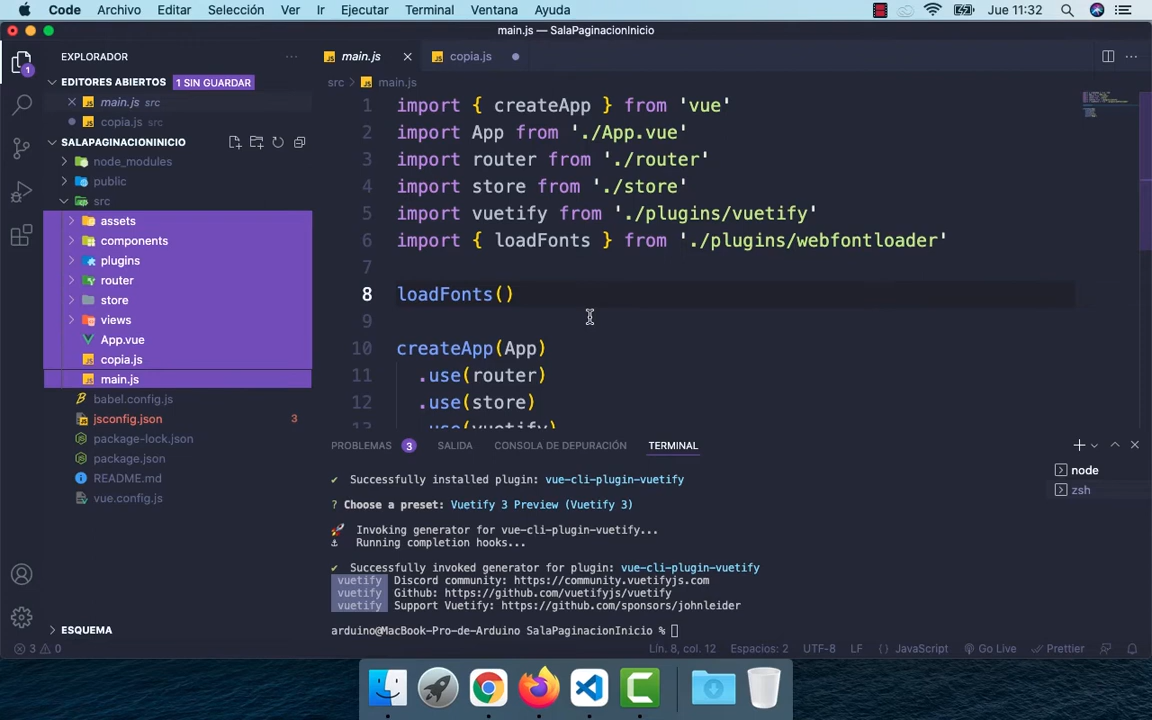 Code Archivo Editar Selección Ver Ir Ejecutar Terminal Ventana Ayuda Jue 11:32
main.js — SalaPaginacionInicio
EXPLORADOR
EDITORES ABIERTOS 1 SIN GUARDAR
main.js src
copia.js src
SALAPAGINACIONINICIO
node_modules
public
src
assets
components
plugins
router
store
views
App.vue
copia.js
main.js
babel.config.js
jsconfig.json 3
package-lock.json
package.json
README.md
vue.config.js
ESQUEMA
1
main.js copia.js
src > main.js
1 import { createApp } from 'vue'
2 import App from './App.vue'
3 import router from './router'
4 import store from './store'
5 import vuetify from './plugins/vuetify'
6 import { loadFonts } from './plugins/webfontloader'
7
8 loadFonts()
9
10 createApp(App)
11 .use(router)
12 .use(store)
13 .use(vuetify)
PROBLEMAS 3 SALIDA CONSOLA DE DEPURACIÓN TERMINAL
✔ Successfully installed plugin: vue-cli-plugin-vuetify
? Choose a preset: Vuetify 3 Preview (Vuetify 3)
🚀 Invoking generator for vue-cli-plugin-vuetify...
⚓ Running completion hooks...
✔ Successfully invoked generator for plugin: vue-cli-plugin-vuetify
vuetify Discord community: https://community.vuetifyjs.com
vuetify Github: https://github.com/vuetifyjs/vuetify
vuetify Support Vuetify: https://github.com/sponsors/johnleider
arduino@MacBook-Pro-de-Arduino SalaPaginacionInicio %
node
zsh
3 0 Lín. 8, col. 12 Espacios: 2 UTF-8 LF {} JavaScript Go Live Prettier